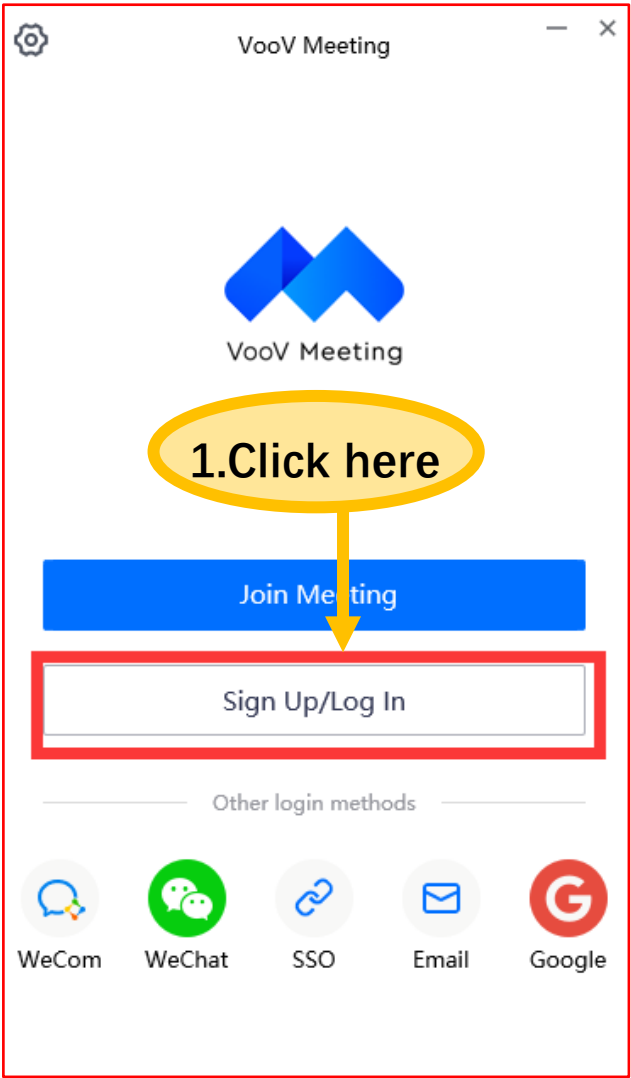 VooV Meeting
VooV Meeting
1.Click here
Join Meeting
Sign Up/Log In
Other login methods
WeCom WeChat SSO Email Google